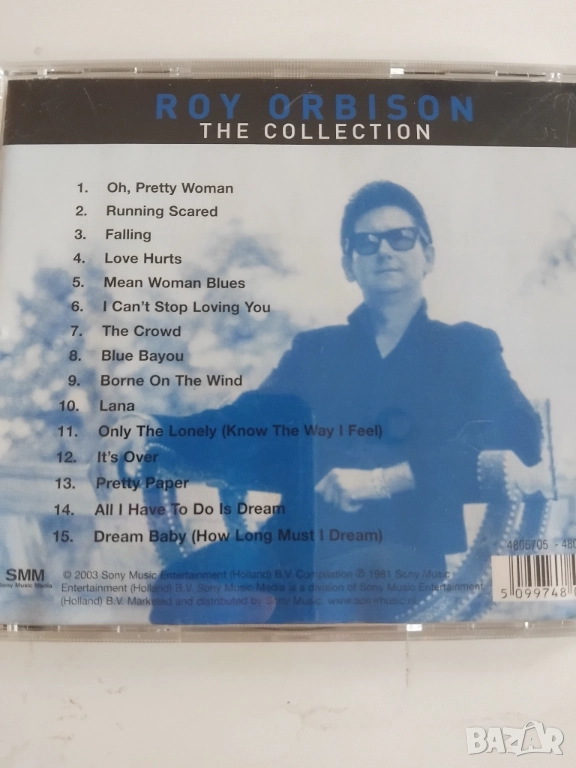 ROY ORBISON
THE COLLECTION
1. Oh, Pretty Woman
2. Running Scared
3. Falling
4. Love Hurts
5. Mean Woman Blues
6. I Can't Stop Loving You
7. The Crowd
8. Blue Bayou
9. Borne On The Wind
10. Lana
11. Only The Lonely (Know The Way I Feel)
12. It's Over
13. Pretty Paper
14. All I Have To Do Is Dream
15. Dream Baby (How Long Must I Dream)
SMM
Sony Music Media
© 2003 Sony Music Entertainment (Holland) B.V. Compilation ℗ 1981 Sony Music
Entertainment (Holland) B.V. Sony Music Media is a division of Sony Music Entertainment
(Holland) B.V. Marketed and distributed by Sony Music.
5 099748
BAZAR